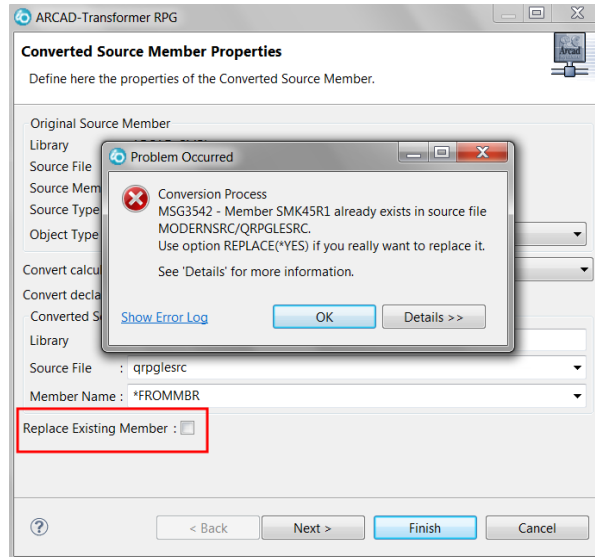 ARCAD-Transformer RPG
Converted Source Member Properties
Define here the properties of the Converted Source Member.
Arcad
Original Source Member
Library
Source File
Source Mem
Source Type
Object Type
Convert calcu
Convert decla
Converted S
Library
Problem Occurred
Conversion Process
MSG3542 - Member SMK45R1 already exists in source file
MODERNSRC/QRPGLESRC.
Use option REPLACE(*YES) if you really want to replace it.
See 'Details' for more information.
Show Error Log
OK
Details >>
Source File : qrpglesrc
Member Name : *FROMMBR
Replace Existing Member :
< Back
Next >
Finish
Cancel